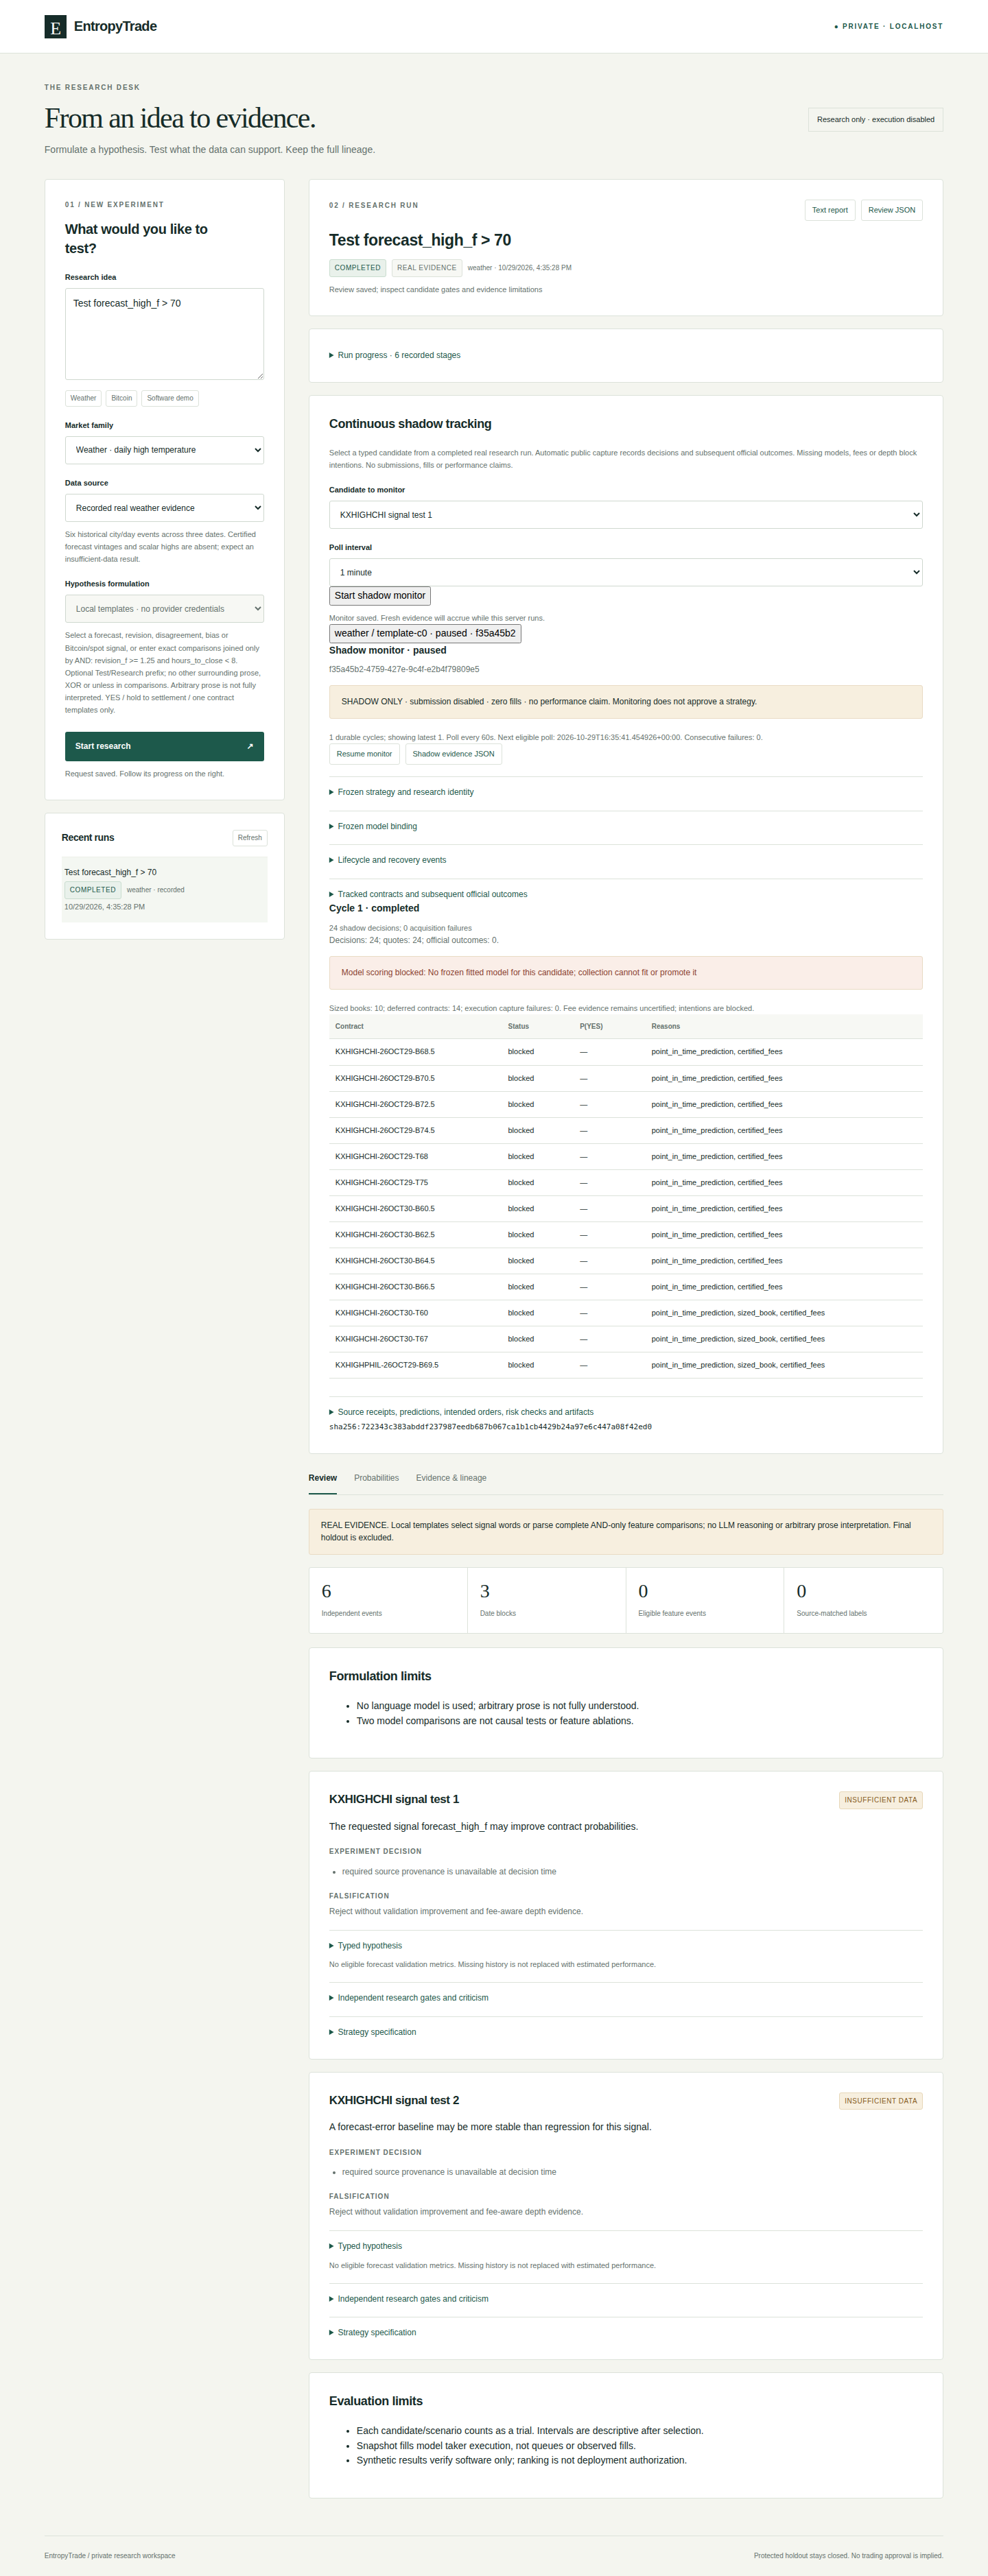 E EntropyTrade
● PRIVATE · LOCALHOST
THE RESEARCH DESK
From an idea to evidence.
Research only · execution disabled
Formulate a hypothesis. Test what the data can support. Keep the full lineage.
01 / NEW EXPERIMENT
What would you like to
test?
Research idea
Test forecast_high_f > 70
Weather
Bitcoin
Software demo
Market family
Weather · daily high temperature
Data source
Recorded real weather evidence
Six historical city/day events across three dates. Certified
forecast vintages and scalar highs are absent; expect an
insufficient-data result.
Hypothesis formulation
Local templates · no provider credentials
Select a forecast, revision, disagreement, bias or
Bitcoin/spot signal, or enter exact comparisons joined only
by AND: revision_f >= 1.25 and hours_to_close < 8.
Optional Test/Research prefix; no other surrounding prose,
XOR or unless in comparisons. Arbitrary prose is not fully
interpreted. YES / hold to settlement / one contract
templates only.
Start research ↗
Request saved. Follow its progress on the right.
Recent runs
Refresh
Test forecast_high_f > 70
COMPLETED weather · recorded
10/29/2026, 4:35:28 PM
02 / RESEARCH RUN
Text report
Review JSON
Test forecast_high_f > 70
COMPLETED REAL EVIDENCE weather · 10/29/2026, 4:35:28 PM
Review saved; inspect candidate gates and evidence limitations
▶ Run progress · 6 recorded stages
Continuous shadow tracking
Select a typed candidate from a completed real research run. Automatic public capture records decisions and subsequent official outcomes. Missing models, fees or depth block
intentions. No submissions, fills or performance claims.
Candidate to monitor
KXHIGHCHI signal test 1
Poll interval
1 minute
Start shadow monitor
Monitor saved. Fresh evidence will accrue while this server runs.
weather / template-c0 · paused · f35a45b2
Shadow monitor · paused
f35a45b2-4759-427e-9c4f-e2b4f79809e5
SHADOW ONLY · submission disabled · zero fills · no performance claim. Monitoring does not approve a strategy.
1 durable cycles; showing latest 1. Poll every 60s. Next eligible poll: 2026-10-29T16:35:41.454926+00:00. Consecutive failures: 0.
Resume monitor
Shadow evidence JSON
▶ Frozen strategy and research identity
▶ Frozen model binding
▶ Lifecycle and recovery events
▶ Tracked contracts and subsequent official outcomes
Cycle 1 · completed
24 shadow decisions; 0 acquisition failures
Decisions: 24; quotes: 24; official outcomes: 0.
Model scoring blocked: No frozen fitted model for this candidate; collection cannot fit or promote it
Sized books: 10; deferred contracts: 14; execution capture failures: 0. Fee evidence remains uncertified; intentions are blocked.
Contract Status P(YES) Reasons
KXHIGHCHI-26OCT29-B68.5 blocked — point_in_time_prediction, certified_fees
KXHIGHCHI-26OCT29-B70.5 blocked — point_in_time_prediction, certified_fees
KXHIGHCHI-26OCT29-B72.5 blocked — point_in_time_prediction, certified_fees
KXHIGHCHI-26OCT29-B74.5 blocked — point_in_time_prediction, certified_fees
KXHIGHCHI-26OCT29-T68 blocked — point_in_time_prediction, certified_fees
KXHIGHCHI-26OCT29-T75 blocked — point_in_time_prediction, certified_fees
KXHIGHCHI-26OCT30-B60.5 blocked — point_in_time_prediction, certified_fees
KXHIGHCHI-26OCT30-B62.5 blocked — point_in_time_prediction, certified_fees
KXHIGHCHI-26OCT30-B64.5 blocked — point_in_time_prediction, certified_fees
KXHIGHCHI-26OCT30-B66.5 blocked — point_in_time_prediction, certified_fees
KXHIGHCHI-26OCT30-T60 blocked — point_in_time_prediction, sized_book, certified_fees
KXHIGHCHI-26OCT30-T67 blocked — point_in_time_prediction, sized_book, certified_fees
KXHIGHPHIL-26OCT29-B69.5 blocked — point_in_time_prediction, sized_book, certified_fees
▶ Source receipts, predictions, intended orders, risk checks and artifacts
sha256:722343c383abddf237987eedb687b067ca1b1cb4429b24a97e6c447a08f42ed0
Review
Probabilities
Evidence & lineage
REAL EVIDENCE. Local templates select signal words or parse complete AND-only feature comparisons; no LLM reasoning or arbitrary prose interpretation. Final
holdout is excluded.
6
Independent events
3
Date blocks
0
Eligible feature events
0
Source-matched labels
Formulation limits
• No language model is used; arbitrary prose is not fully understood.
• Two model comparisons are not causal tests or feature ablations.
KXHIGHCHI signal test 1
INSUFFICIENT DATA
The requested signal forecast_high_f may improve contract probabilities.
EXPERIMENT DECISION
• required source provenance is unavailable at decision time
FALSIFICATION
Reject without validation improvement and fee-aware depth evidence.
▶ Typed hypothesis
No eligible forecast validation metrics. Missing history is not replaced with estimated performance.
▶ Independent research gates and criticism
▶ Strategy specification
KXHIGHCHI signal test 2
INSUFFICIENT DATA
A forecast-error baseline may be more stable than regression for this signal.
EXPERIMENT DECISION
• required source provenance is unavailable at decision time
FALSIFICATION
Reject without validation improvement and fee-aware depth evidence.
▶ Typed hypothesis
No eligible forecast validation metrics. Missing history is not replaced with estimated performance.
▶ Independent research gates and criticism
▶ Strategy specification
Evaluation limits
• Each candidate/scenario counts as a trial. Intervals are descriptive after selection.
• Snapshot fills model taker execution, not queues or observed fills.
• Synthetic results verify software only; ranking is not deployment authorization.
EntropyTrade / private research workspace
Protected holdout stays closed. No trading approval is implied.